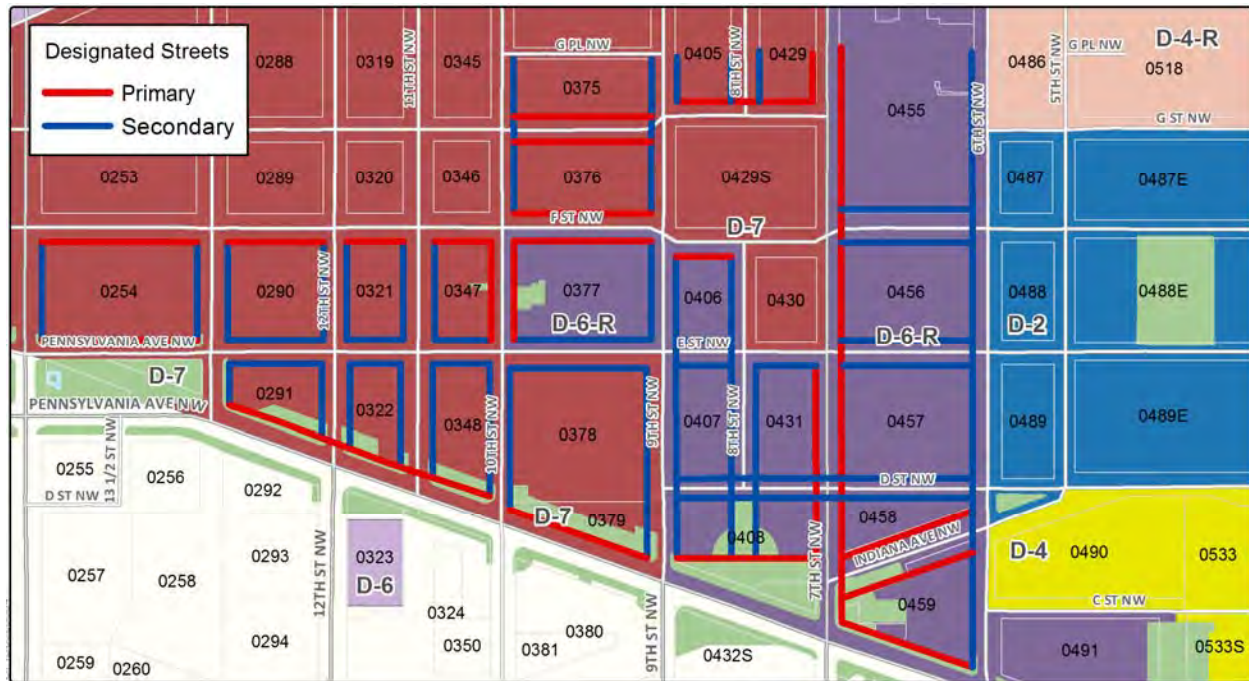 Designated Streets
Primary
Secondary
0288
0319
11TH ST NW
0345
G PL NW
0375
0405
8TH ST NW
0429
0455
6TH ST NW
0486
5TH ST NW
G PL NW
D-4-R
0518
G ST NW
0253
0289
0320
0346
0376
0429S
0487
0487E
F ST NW
D-7
0254
0290
12TH ST NW
0321
0347
0377
D-6-R
0406
0430
0456
D-6-R
0488
D-2
0488E
PENNSYLVANIA AVE NW
E ST NW
D-7
PENNSYLVANIA AVE NW
0291
0322
0348
10TH ST NW
0378
9TH ST NW
0407
8TH ST NW
0431
0457
0489
0489E
0255
13 1/2 ST NW
0256
D ST NW
0292
D ST NW
D-7
0379
0408
7TH ST NW
0458
INDIANA AVE NW
D-4
0490
0533
0257
0258
0293
12TH ST NW
0323
D-6
0324
0459
C ST NW
0259
0260
0294
0350
0381
0380
9TH ST NW
0432S
0491
0533S